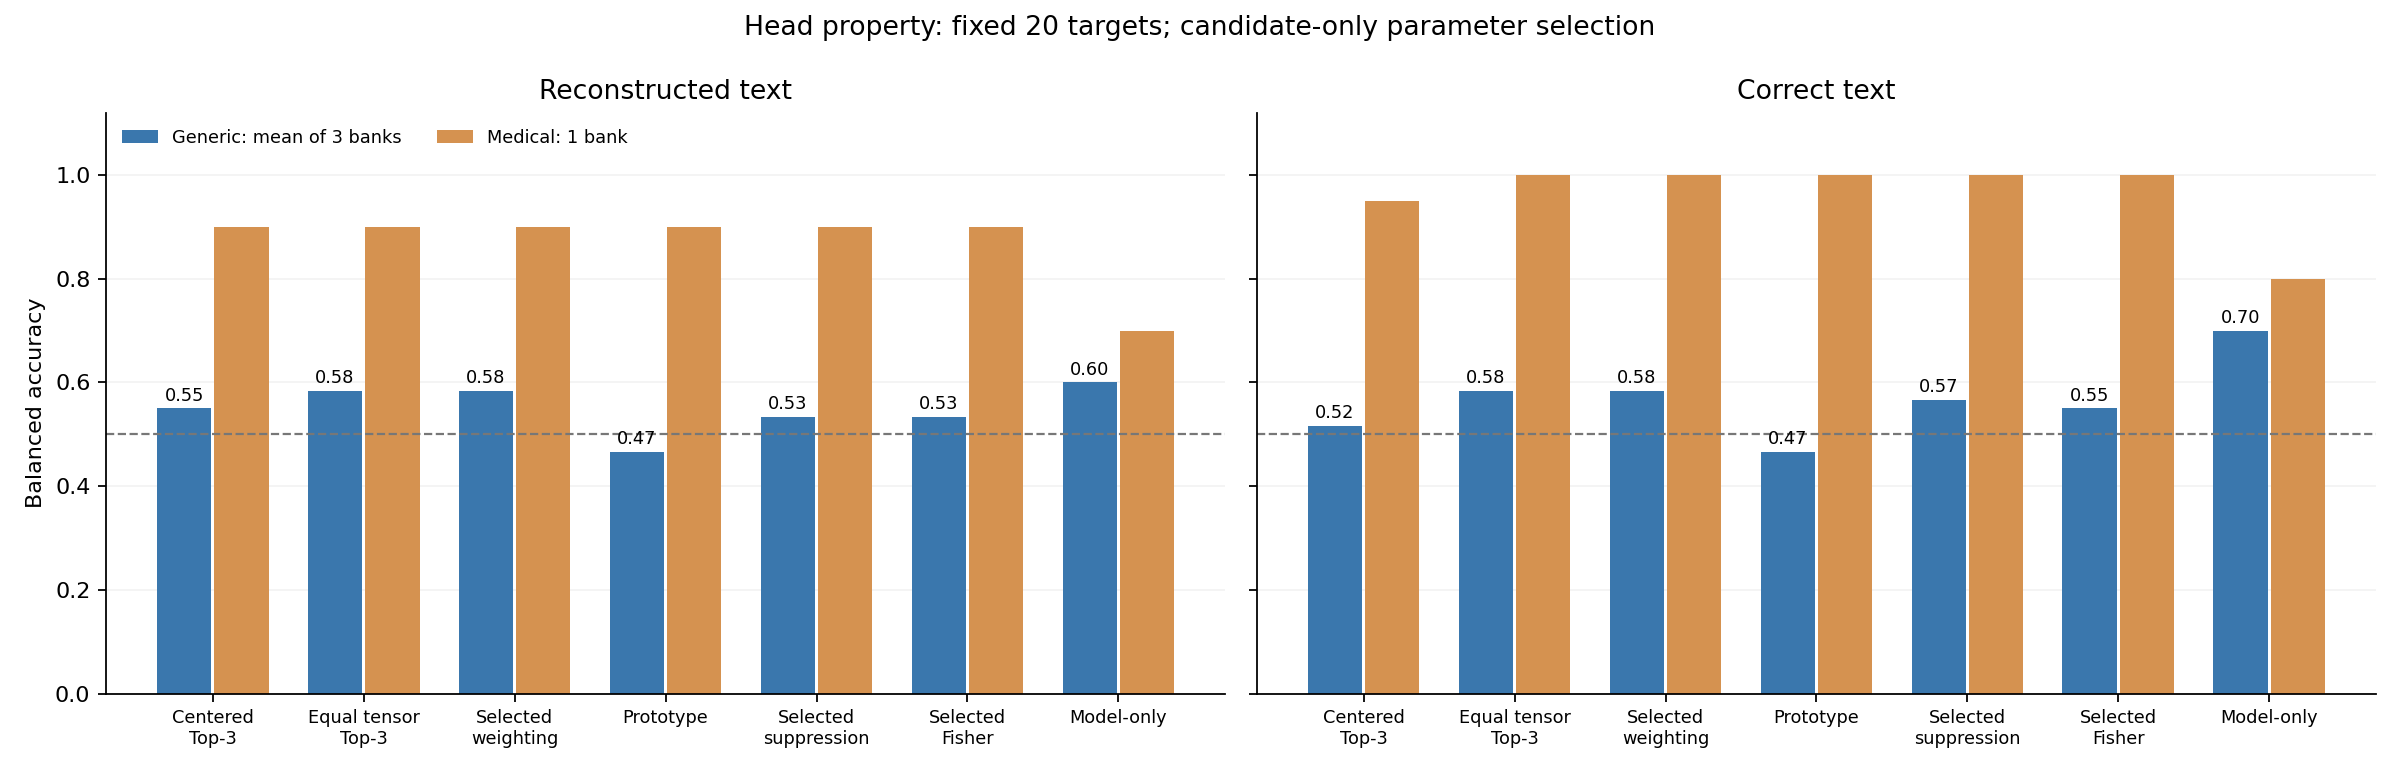 Head property: fixed 20 targets; candidate-only parameter selection
Reconstructed text
Generic: mean of 3 banks
Medical: 1 bank
Balanced accuracy
1.0
0.8
0.6
0.4
0.2
0.0
0.55
0.58
0.58
0.47
0.53
0.53
0.60
Centered
Top-3
Equal tensor
Top-3
Selected
weighting
Prototype
Selected
suppression
Selected
Fisher
Model-only
Correct text
0.52
0.58
0.58
0.47
0.57
0.55
0.70
Centered
Top-3
Equal tensor
Top-3
Selected
weighting
Prototype
Selected
suppression
Selected
Fisher
Model-only